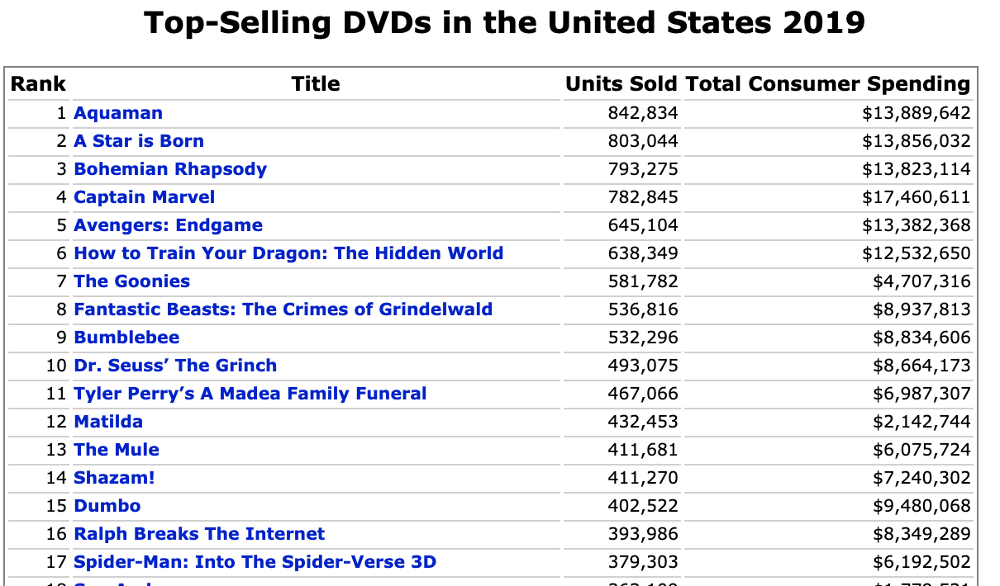 Top-Selling DVDs in the United States 2019
Rank Title Units Sold Total Consumer Spending
1 Aquaman 842,834 $13,889,642
2 A Star is Born 803,044 $13,856,032
3 Bohemian Rhapsody 793,275 $13,823,114
4 Captain Marvel 782,845 $17,460,611
5 Avengers: Endgame 645,104 $13,382,368
6 How to Train Your Dragon: The Hidden World 638,349 $12,532,650
7 The Goonies 581,782 $4,707,316
8 Fantastic Beasts: The Crimes of Grindelwald 536,816 $8,937,813
9 Bumblebee 532,296 $8,834,606
10 Dr. Seuss’ The Grinch 493,075 $8,664,173
11 Tyler Perry’s A Madea Family Funeral 467,066 $6,987,307
12 Matilda 432,453 $2,142,744
13 The Mule 411,681 $6,075,724
14 Shazam! 411,270 $7,240,302
15 Dumbo 402,522 $9,480,068
16 Ralph Breaks The Internet 393,986 $8,349,289
17 Spider-Man: Into The Spider-Verse 3D 379,303 $6,192,502